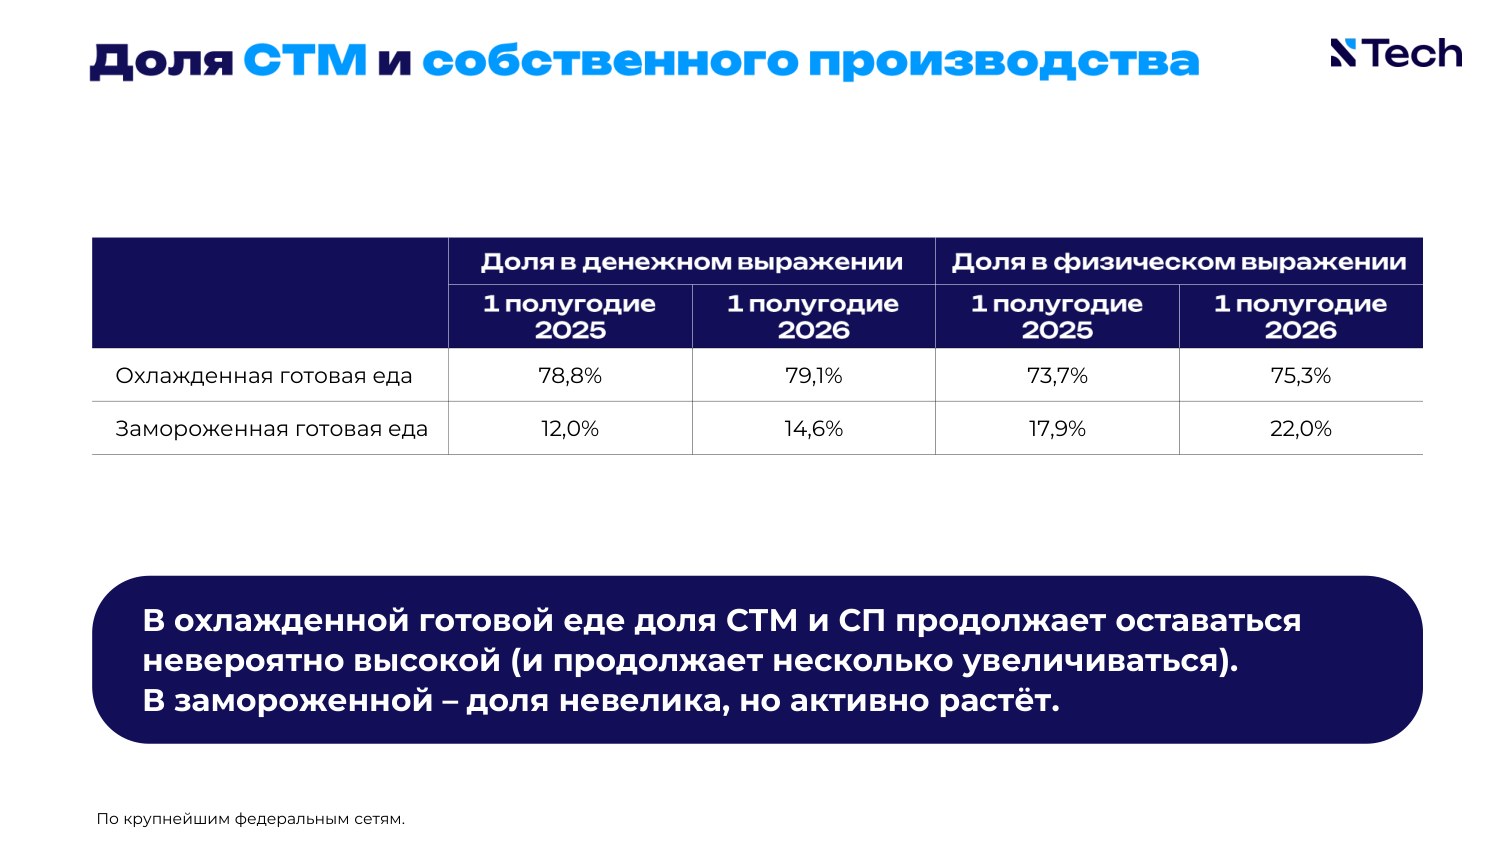 Доля СТМ и собственного производства
Tech
Доля в денежном выражении
Доля в физическом выражении
1 полугодие
2025
1 полугодие
2026
1 полугодие
2025
1 полугодие
2026
Охлажденная готовая еда 78,8% 79,1% 73,7% 75,3%
Замороженная готовая еда 12,0% 14,6% 17,9% 22,0%
В охлажденной готовой еде доля СТМ и СП продолжает оставаться
невероятно высокой (и продолжает несколько увеличиваться).
В замороженной – доля невелика, но активно растёт.
По крупнейшим федеральным сетям.